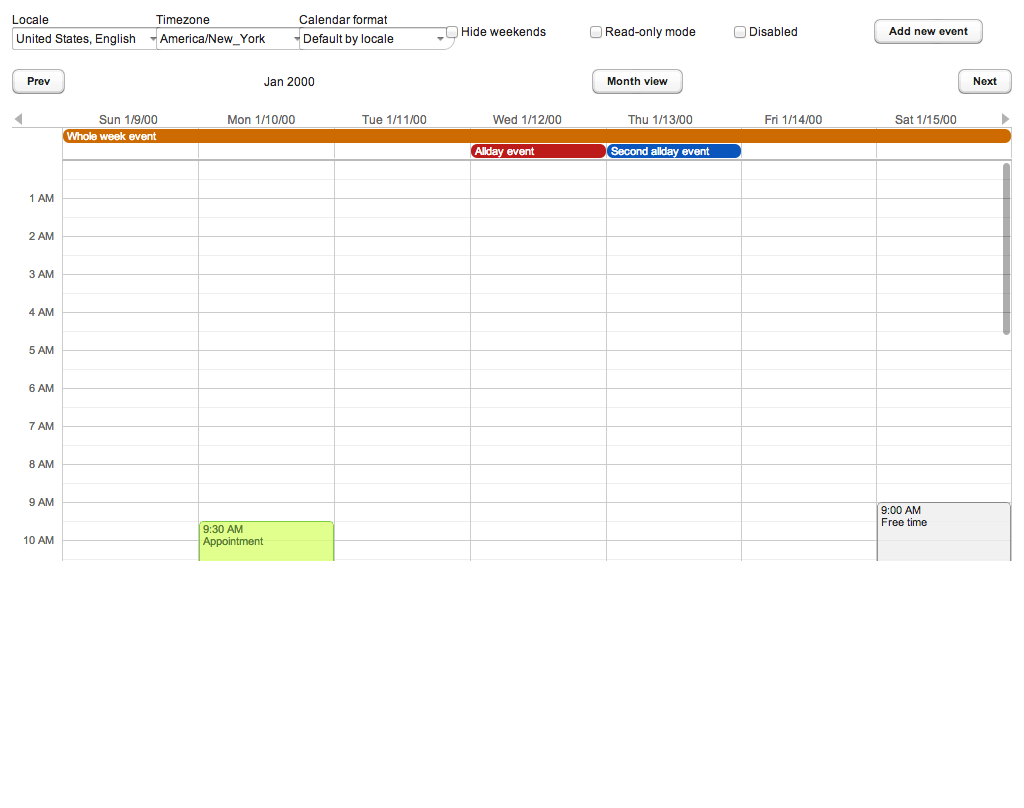 Locale Timezone Calendar format
United States, English America/New_York Default by locale Hide weekends Read-only mode Disabled Add new event
Prev Jan 2000 Month view Next
Sun 1/9/00 Mon 1/10/00 Tue 1/11/00 Wed 1/12/00 Thu 1/13/00 Fri 1/14/00 Sat 1/15/00
Whole week event
Allday event Second allday event
1 AM
2 AM
3 AM
4 AM
5 AM
6 AM
7 AM
8 AM
9 AM
9:00 AM
Free time
9:30 AM
Appointment
10 AM